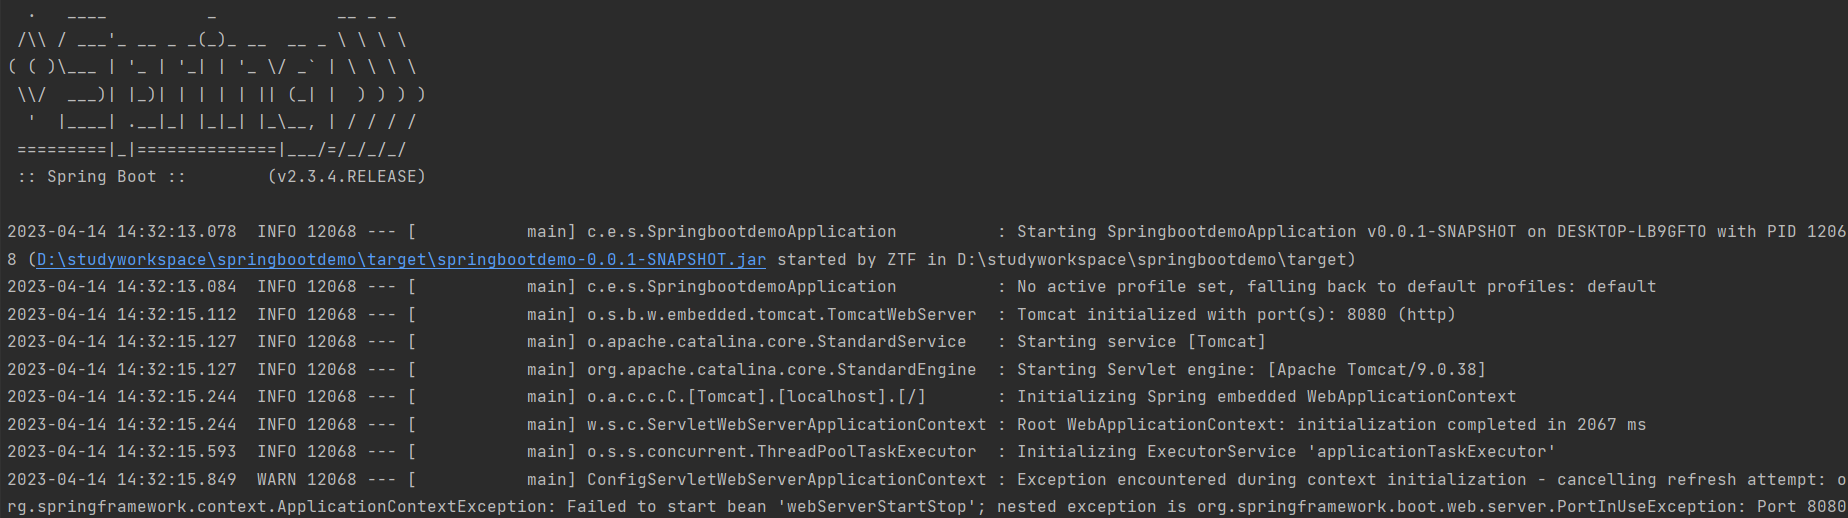 .   ____          _            __ _ _
 /\\ / ___'_ __ _ _(_)_ __  __ _ \ \ \ \
( ( )\___ | '_ | '_| | '_ \/ _` | \ \ \ \
 \\/  ___)| |_)| | | | | || (_| |  ) ) ) )
  '  |____| .__|_| |_|_| |_\__, | / / / /
 =========|_|==============|___/=/_/_/_/
 :: Spring Boot ::        (v2.3.4.RELEASE)
2023-04-14 14:32:13.078  INFO 12068 --- [           main] c.e.s.SpringbootdemoApplication          : Starting SpringbootdemoApplication v0.0.1-SNAPSHOT on DESKTOP-LB9GFTO with PID 1206
8 (D:\studyworkspace\springbootdemo\target\springbootdemo-0.0.1-SNAPSHOT.jar started by ZTF in D:\studyworkspace\springbootdemo\target)
2023-04-14 14:32:13.084  INFO 12068 --- [           main] c.e.s.SpringbootdemoApplication          : No active profile set, falling back to default profiles: default
2023-04-14 14:32:15.112  INFO 12068 --- [           main] o.s.b.w.embedded.tomcat.TomcatWebServer  : Tomcat initialized with port(s): 8080 (http)
2023-04-14 14:32:15.127  INFO 12068 --- [           main] o.apache.catalina.core.StandardService   : Starting service [Tomcat]
2023-04-14 14:32:15.127  INFO 12068 --- [           main] org.apache.catalina.core.StandardEngine  : Starting Servlet engine: [Apache Tomcat/9.0.38]
2023-04-14 14:32:15.244  INFO 12068 --- [           main] o.a.c.c.C.[Tomcat].[localhost].[/]       : Initializing Spring embedded WebApplicationContext
2023-04-14 14:32:15.244  INFO 12068 --- [           main] w.s.c.ServletWebServerApplicationContext : Root WebApplicationContext: initialization completed in 2067 ms
2023-04-14 14:32:15.593  INFO 12068 --- [           main] o.s.s.concurrent.ThreadPoolTaskExecutor  : Initializing ExecutorService 'applicationTaskExecutor'
2023-04-14 14:32:15.849  WARN 12068 --- [           main] ConfigServletWebServerApplicationContext : Exception encountered during context initialization - cancelling refresh attempt: o
rg.springframework.context.ApplicationContextException: Failed to start bean 'webServerStartStop'; nested exception is org.springframework.boot.web.server.PortInUseException: Port 8080